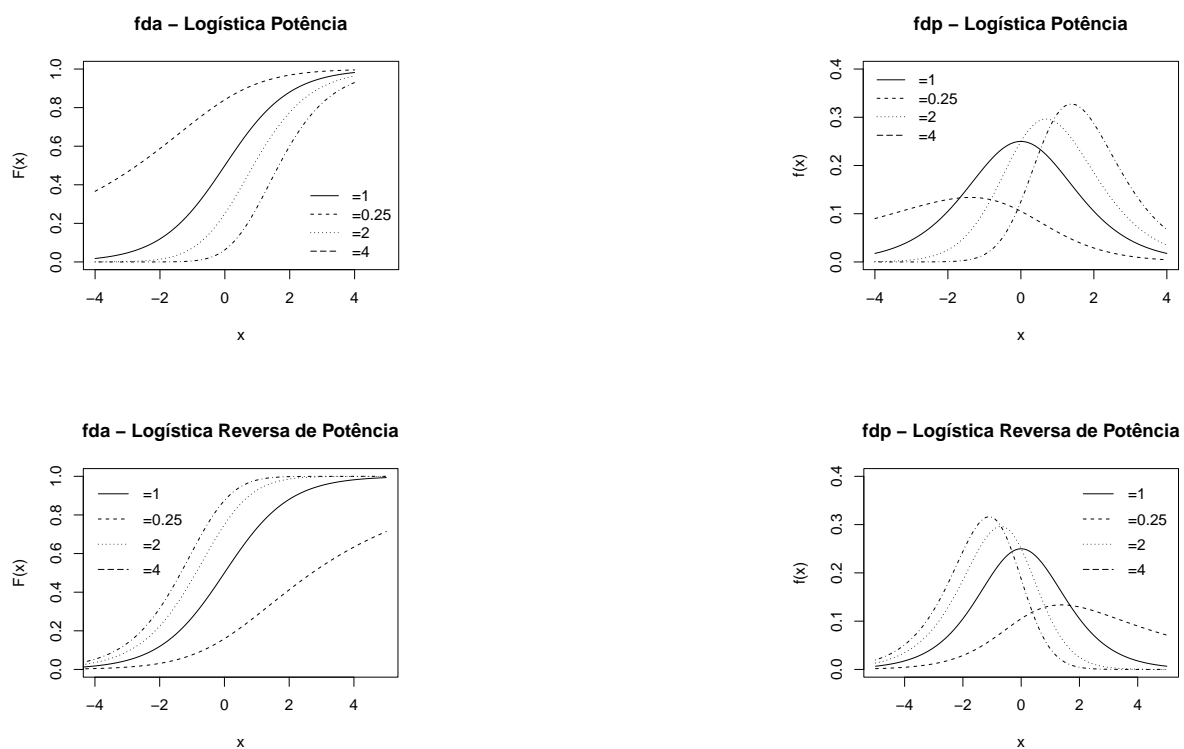 fda − Logística Potência
F(x)
0.0 0.2 0.4 0.6 0.8 1.0
=1
=0.25
=2
=4
−4 −2 0 2 4
x
fdp − Logística Potência
f(x)
0.0 0.1 0.2 0.3 0.4
=1
=0.25
=2
=4
−4 −2 0 2 4
x
fda − Logística Reversa de Potência
F(x)
0.0 0.2 0.4 0.6 0.8 1.0
=1
=0.25
=2
=4
−4 −2 0 2 4
x
fdp − Logística Reversa de Potência
f(x)
0.0 0.1 0.2 0.3 0.4
=1
=0.25
=2
=4
−4 −2 0 2 4
x